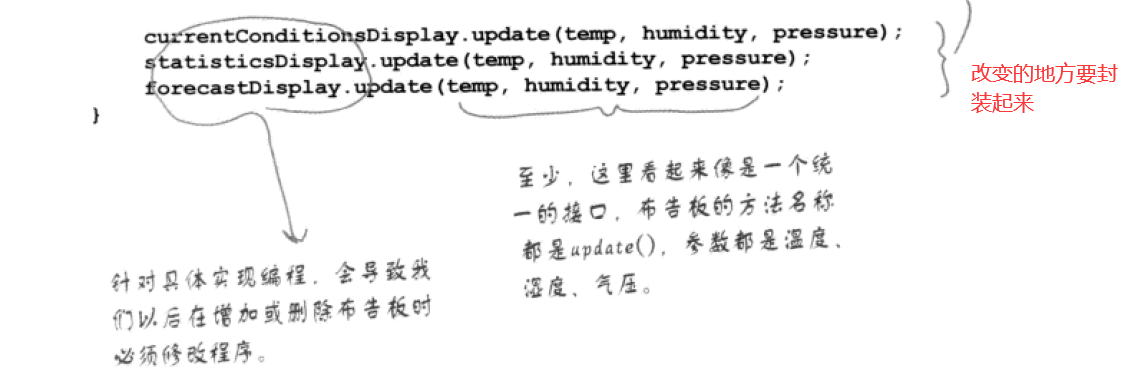 currentConditionsDisplay.update(temp, humidity, pressure);
statisticsDisplay.update(temp, humidity, pressure);
forecastDisplay.update(temp, humidity, pressure);
}
改变的地方要封
装起来
至少，这里看起来像是一个统
一的接口，布告板的方法名称
都是update()，参数都是温度、
湿度、气压。
针对具体实现编程，会导致我
们以后在增加或删除布告板时
必须修改程序。